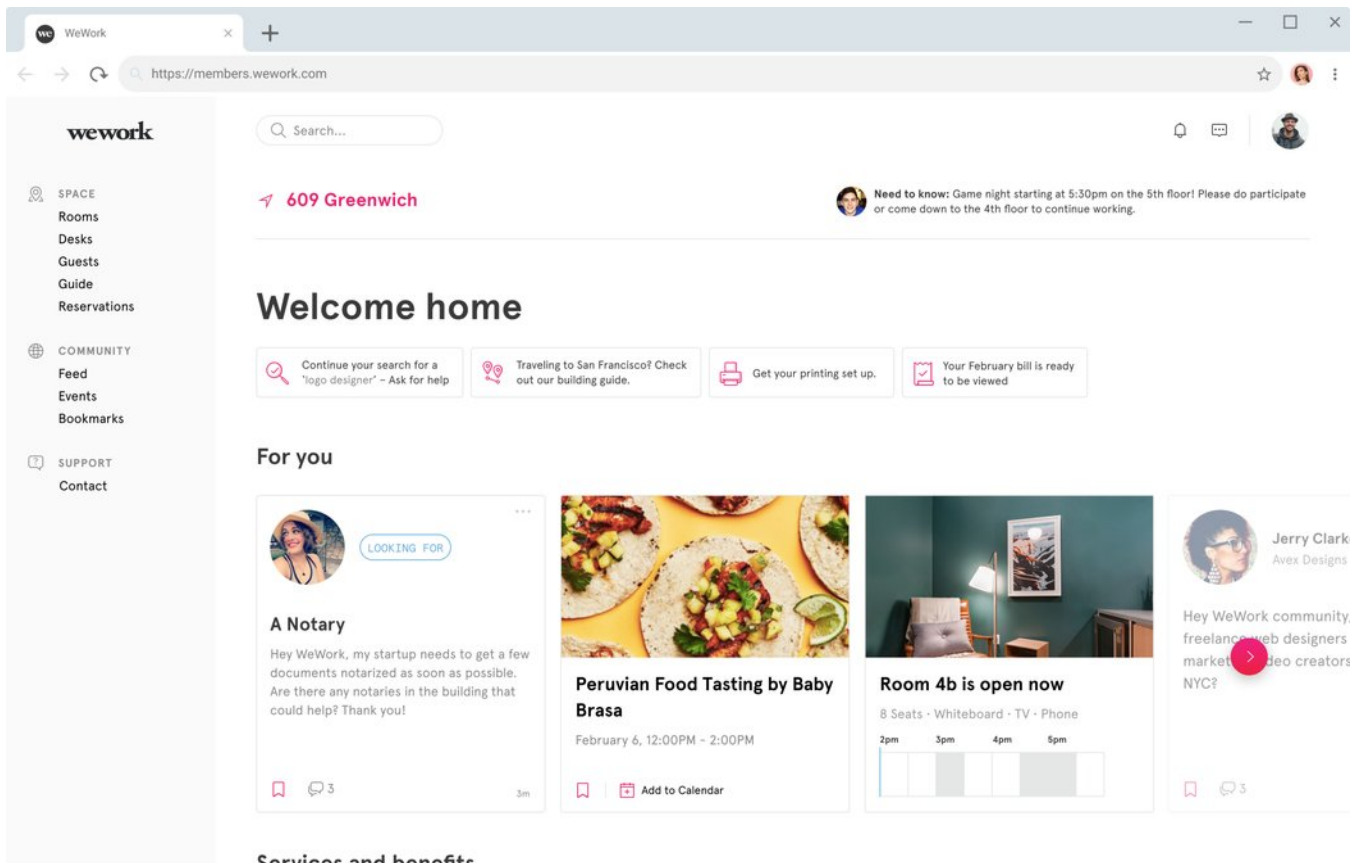 WeWork
https://members.wework.com
wework
Search...
SPACE
Rooms
Desks
Guests
Guide
Reservations
COMMUNITY
Feed
Events
Bookmarks
SUPPORT
Contact
609 Greenwich
Need to know: Game night starting at 5:30pm on the 5th floor! Please do participate
or come down to the 4th floor to continue working.
Welcome home
Continue your search for a
"logo designer" – Ask for help
Traveling to San Francisco? Check
out our building guide.
Get your printing set up.
Your February bill is ready
to be viewed
For you
LOOKING FOR
A Notary
Hey WeWork, my startup needs to get a few
documents notarized as soon as possible.
Are there any notaries in the building that
could help? Thank you!
3
3m
Peruvian Food Tasting by Baby
Brasa
February 6, 12:00PM - 2:00PM
Add to Calendar
Room 4b is open now
8 Seats · Whiteboard · TV · Phone
2pm 3pm 4pm 5pm
Jerry
Avex Designs
Hey WeWork community,
freelance web designers
creators
NYC?
3
Services and benefits